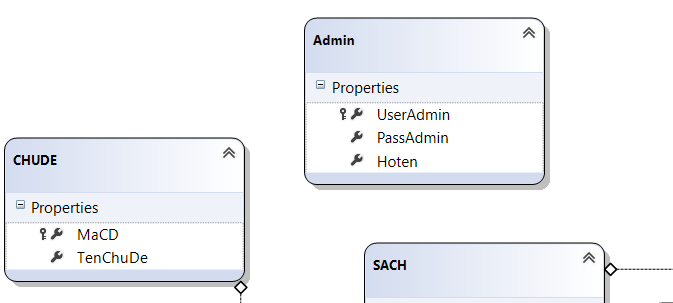 Admin
Properties
UserAdmin
PassAdmin
Hoten
CHUDE
Properties
MaCD
TenChuDe
SACH